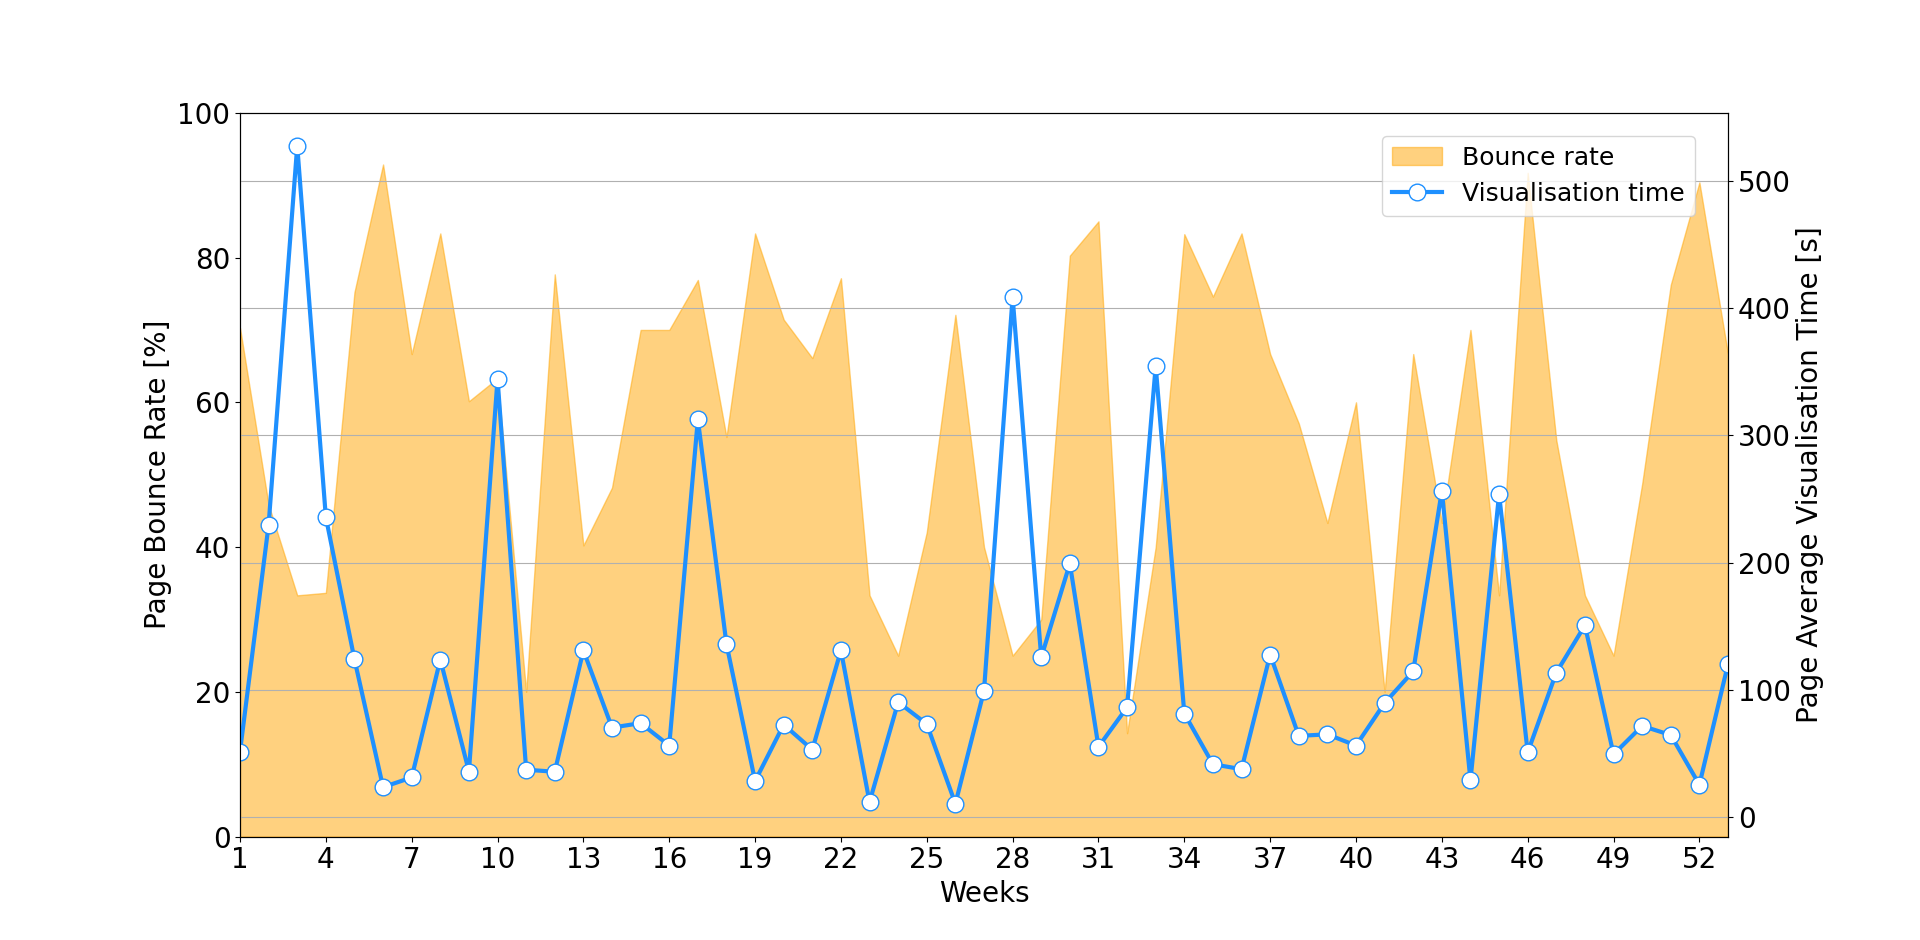 100
80
60
40
20
0
Page Bounce Rate [%]
Bounce rate
Visualisation time
500
400
300
200
100
0
Page Average Visualisation Time [s]
1 4 7 10 13 16 19 22 25 28 31 34 37 40 43 46 49 52
Weeks